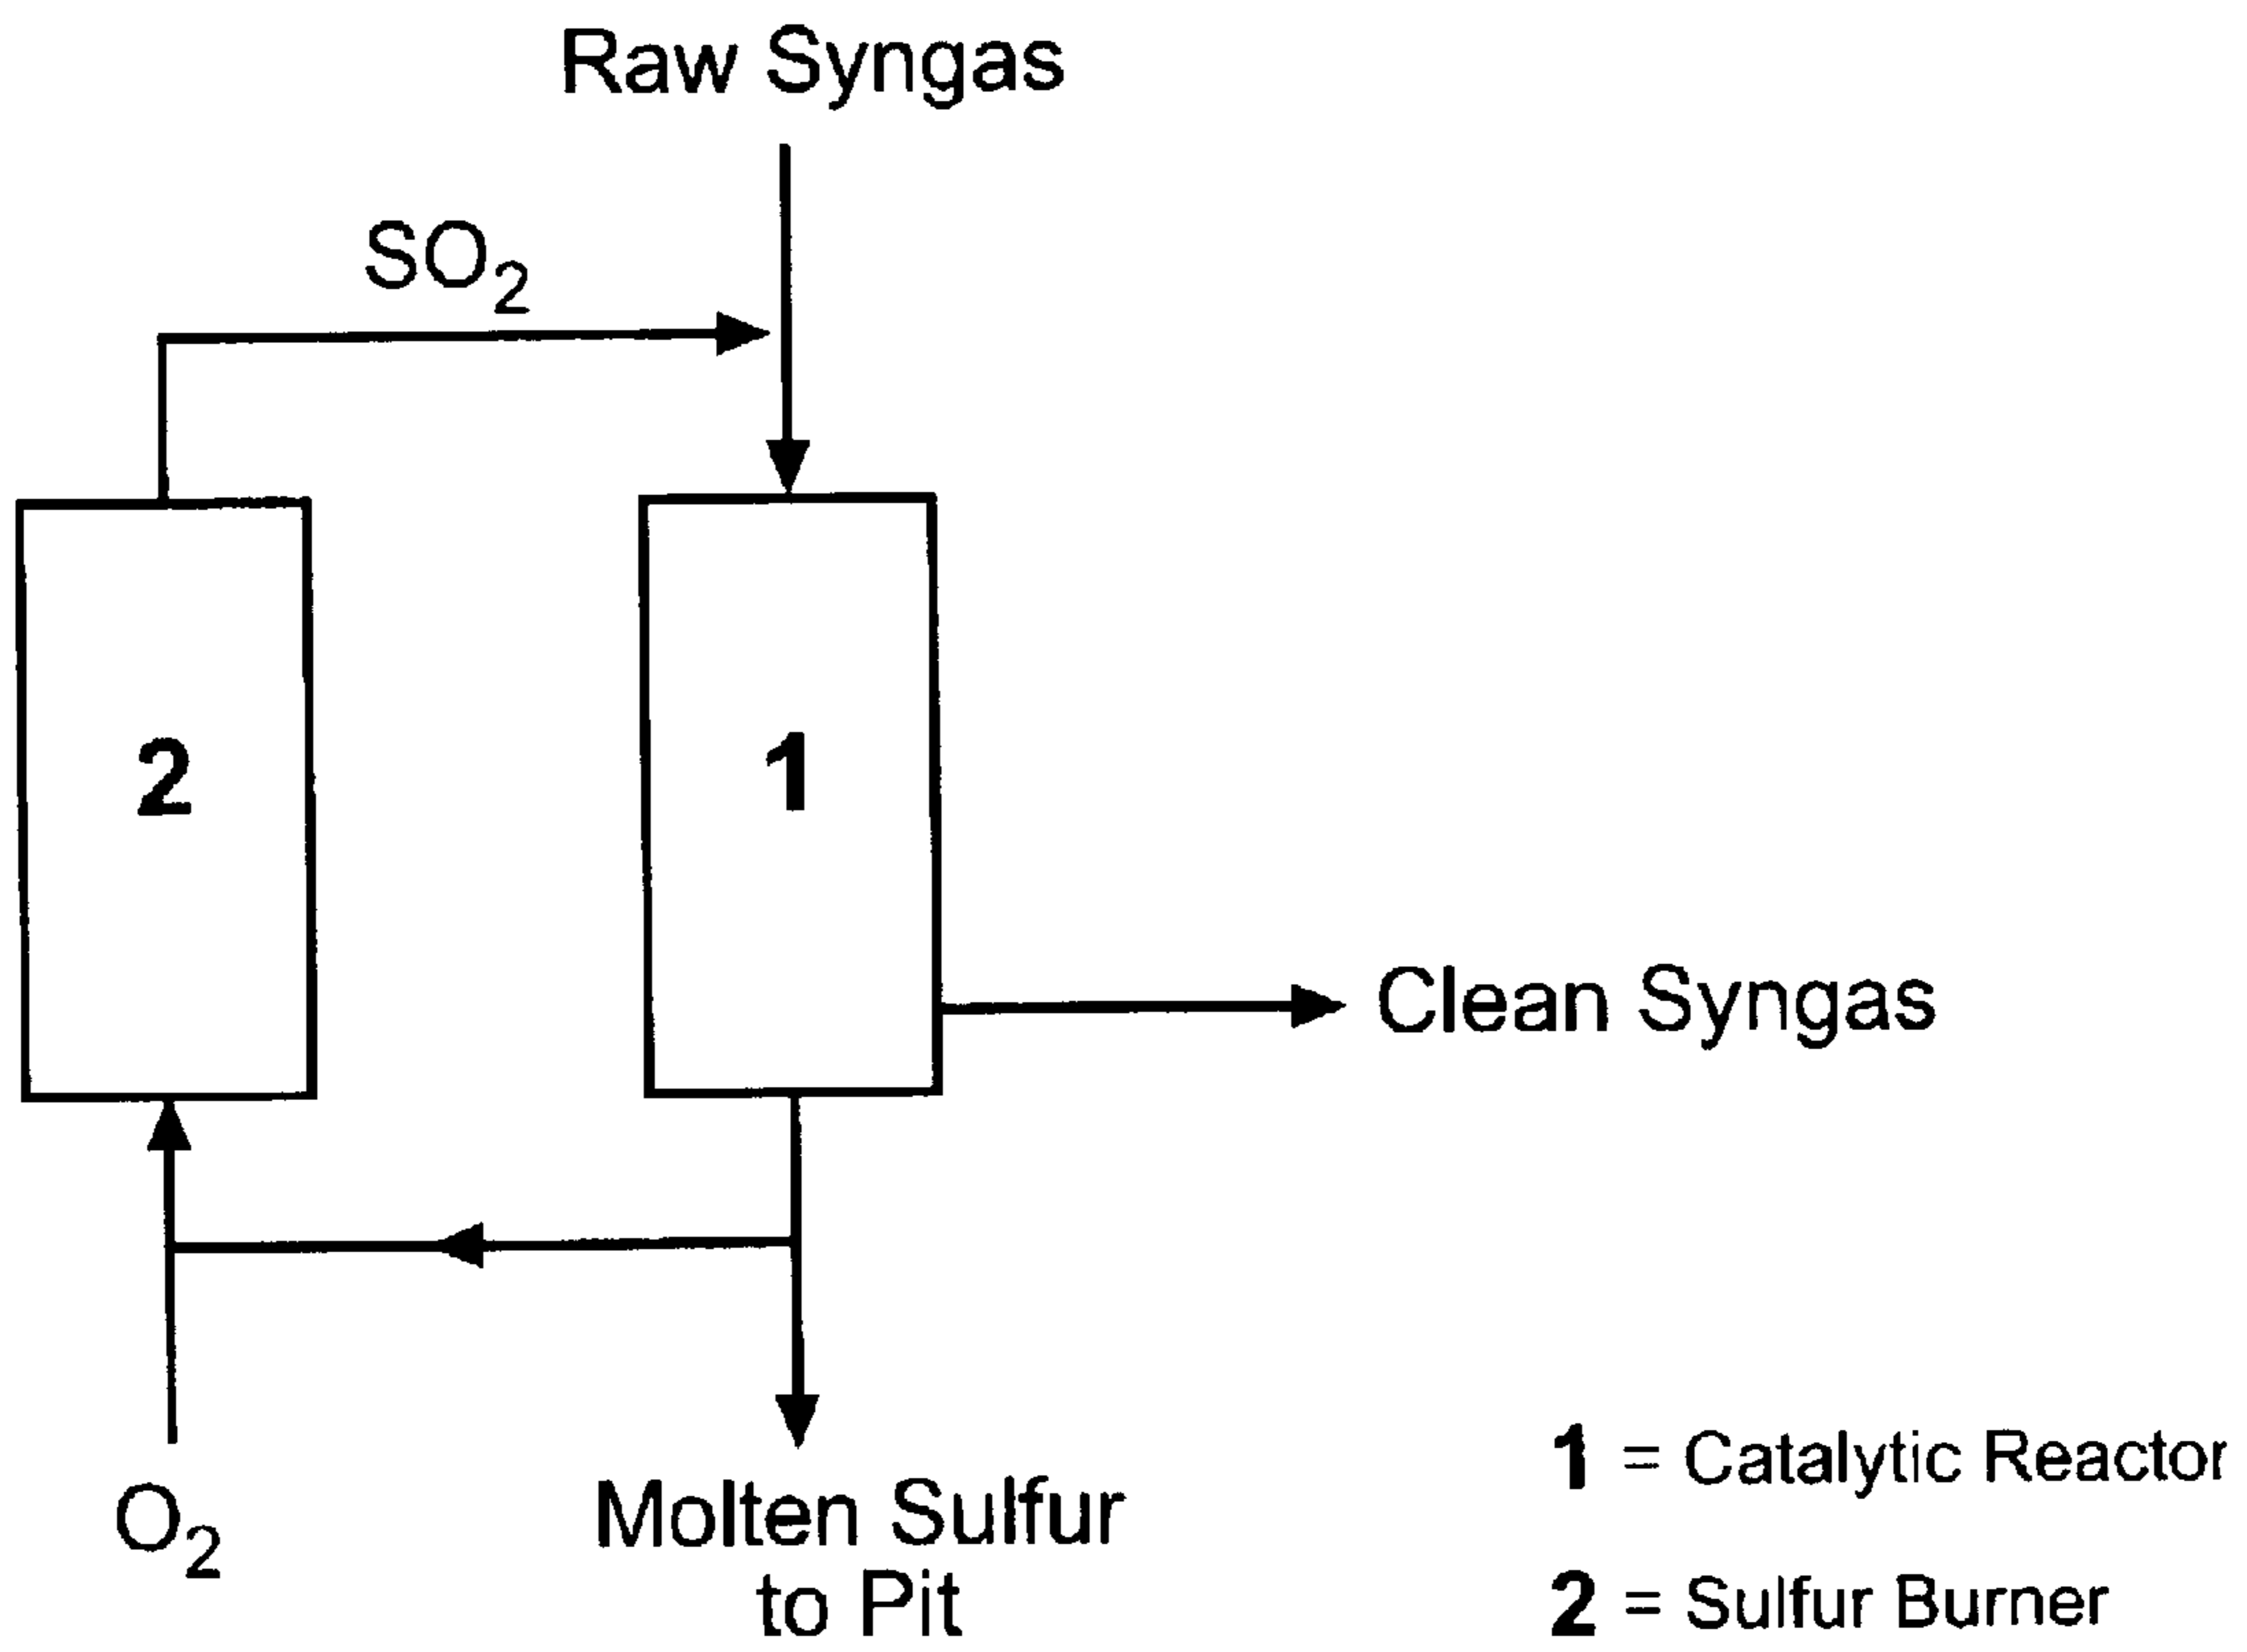 Raw Syngas
SO₂
2
1
Clean Syngas
O₂
Molten Sulfur
to Pit
1 = Catalytic Reactor
2 = Sulfur Burner